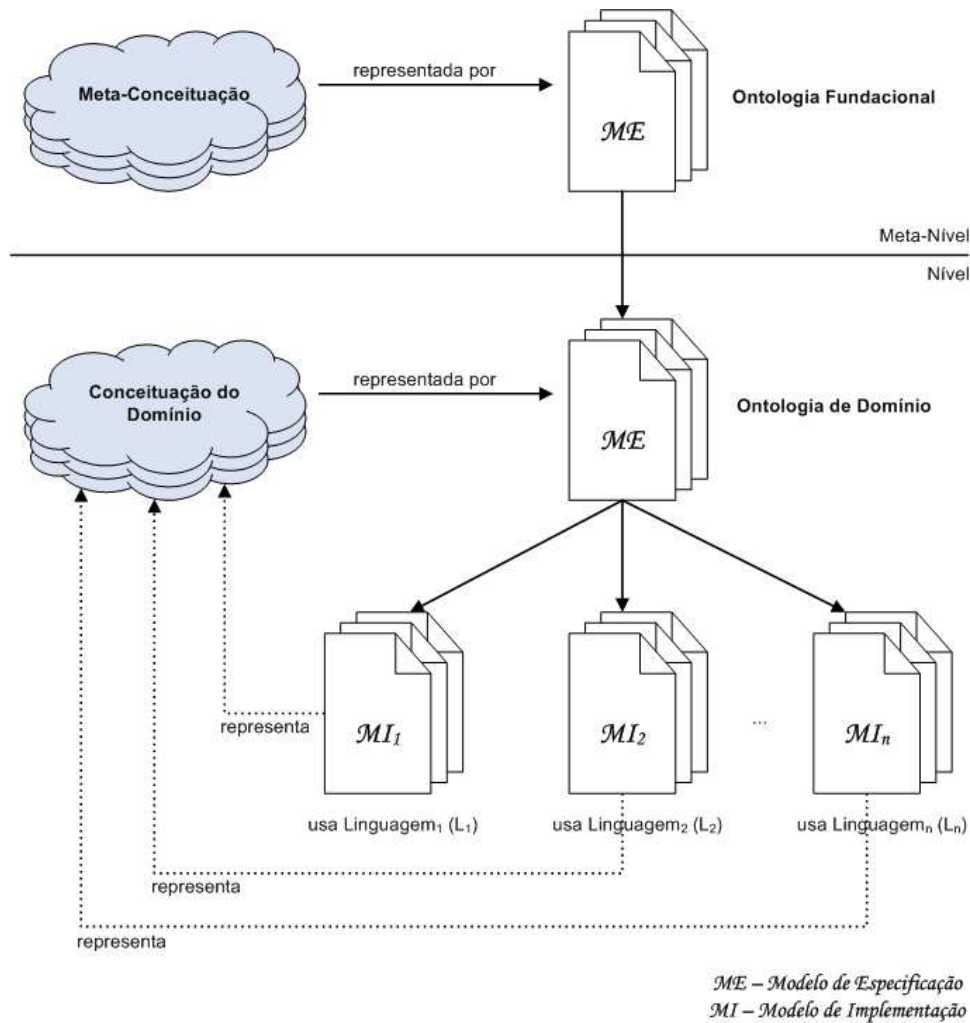 Meta-Conceituação
representada por
ME
Ontologia Fundacional
Meta-Nível
Nível
Conceituação do
Domínio
representada por
ME
Ontologia de Domínio
representa
MI₁
MI₂
...
MIₙ
usa Linguagem₁ (L₁)
usa Linguagem₂ (L₂)
usa Linguagemₙ (Lₙ)
representa
representa
ME – Modelo de Especificação
MI – Modelo de Implementação